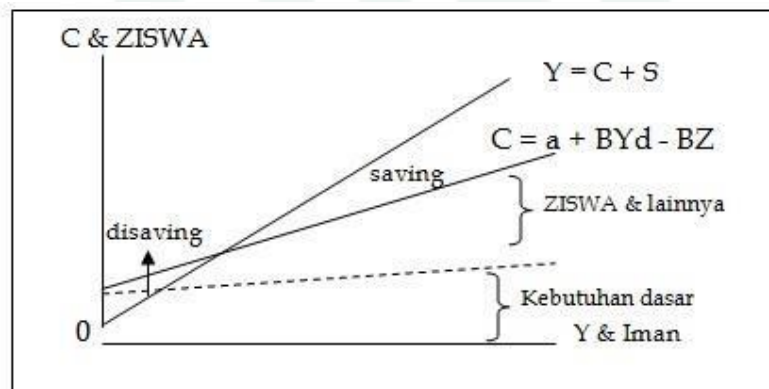 C & ZISWA
Y = C + S
C = a + BYd - BZ
saving
ZISWA & lainnya
disaving
Kebutuhan dasar
0
Y & Iman